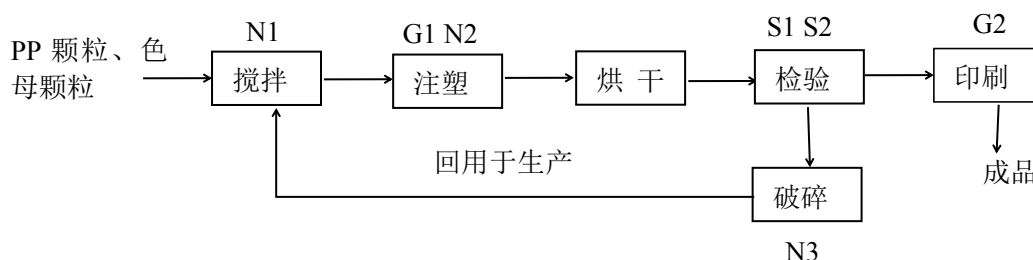 N1
G1 N2
S1 S2
G2
PP 颗粒、色
母颗粒
搅拌
注塑
烘 干
检验
印刷
回用于生产
破碎
成品
N3